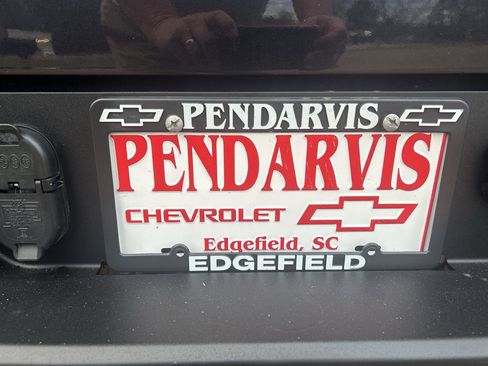 PENDARVIS
PENDARVIS
CHEVROLET
Edgefield, SC
EDGEFIELD